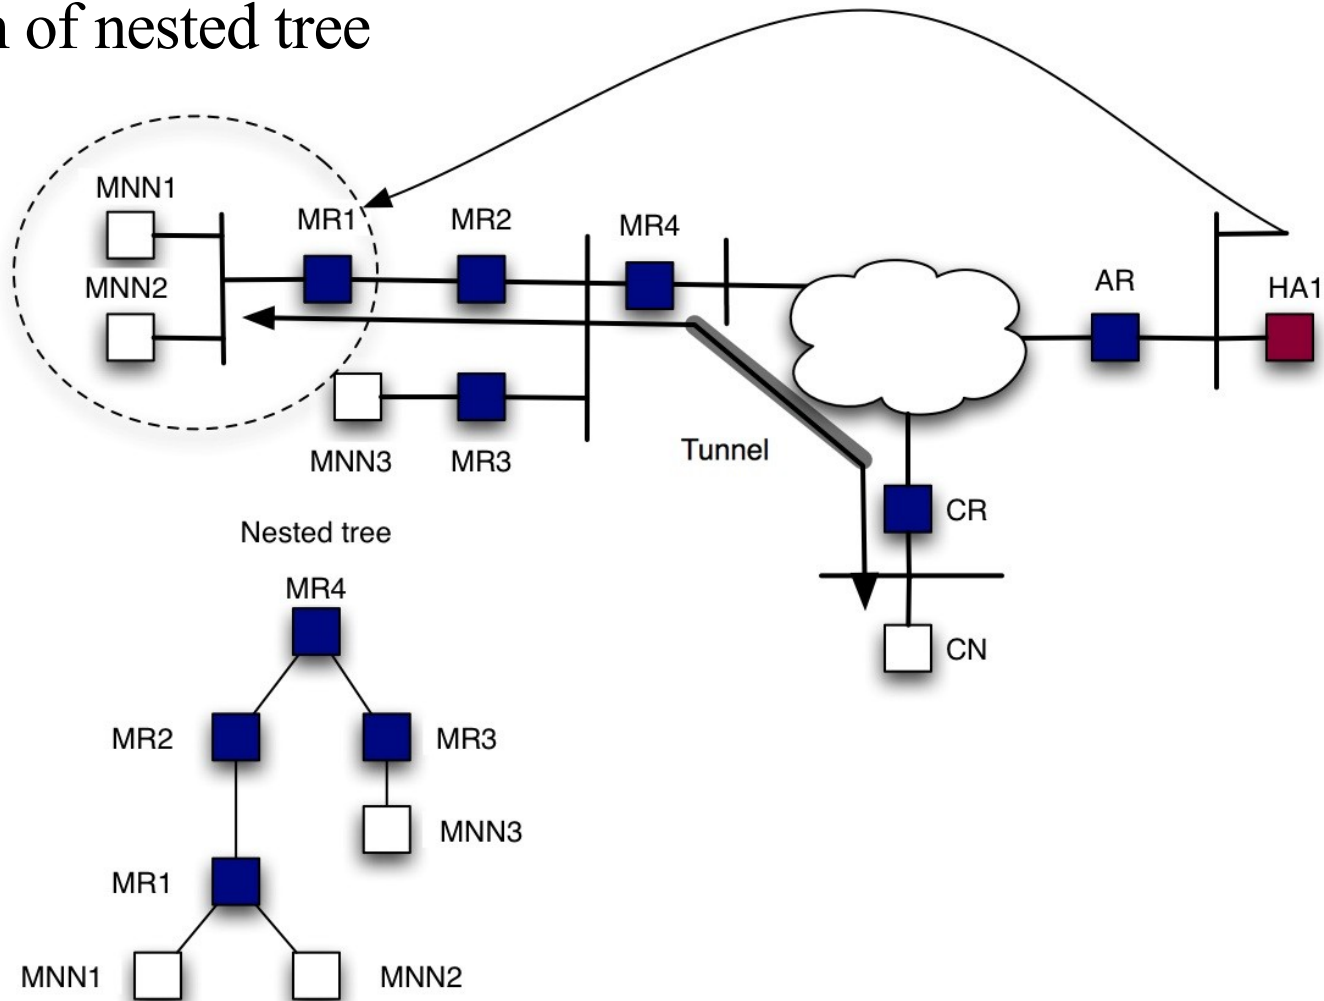 n of nested tree
MNN1
MR1
MR2
MR4
MNN2
AR
HA1
Tunnel
MNN3
MR3
CR
Nested tree
MR4
CN
MR2
MR3
MNN3
MR1
MNN1
MNN2